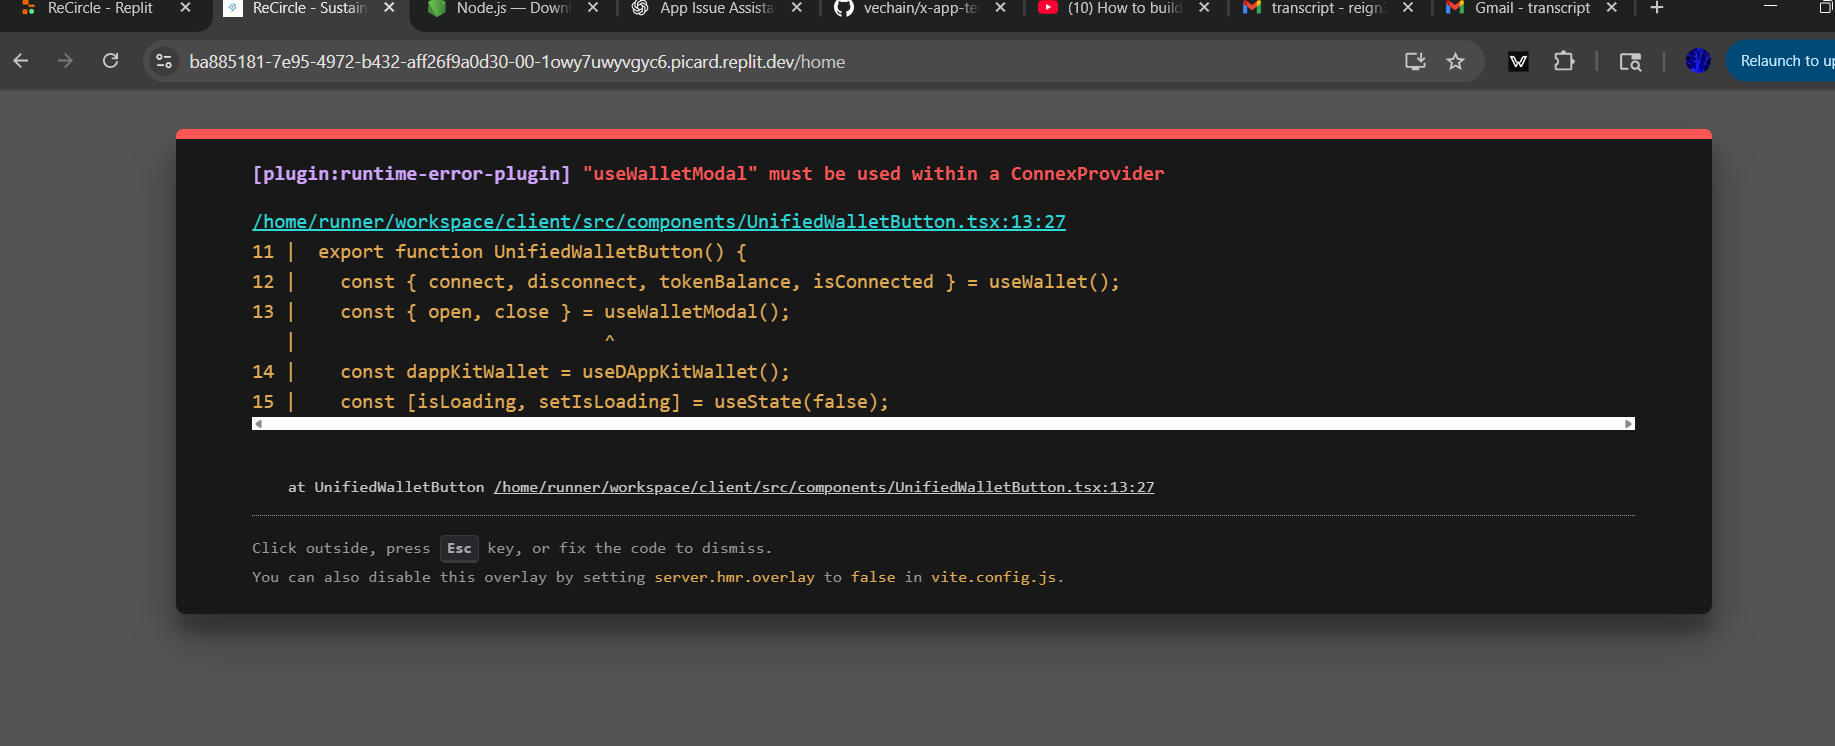 ReCircle - Replit
ReCircle - Sustain
Node.js — Downl
App Issue Assista
vechain/x-app-te
(10) How to build
transcript - reign3
Gmail - transcript
ba885181-7e95-4972-b432-aff26f9a0d30-00-1owy7uwyvgyc6.picard.replit.dev/home
Relaunch to up
[plugin:runtime-error-plugin] "useWalletModal" must be used within a ConnexProvider
/home/runner/workspace/client/src/components/UnifiedWalletButton.tsx:13:27
11 | export function UnifiedWalletButton() {
12 | const { connect, disconnect, tokenBalance, isConnected } = useWallet();
13 | const { open, close } = useWalletModal();
| ^
14 | const dappKitWallet = useDAppKitWallet();
15 | const [isLoading, setIsLoading] = useState(false);
at UnifiedWalletButton /home/runner/workspace/client/src/components/UnifiedWalletButton.tsx:13:27
Click outside, press Esc key, or fix the code to dismiss.
You can also disable this overlay by setting server.hmr.overlay to false in vite.config.js.